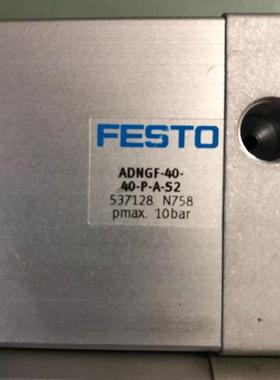 FESTO
ADNGF-40-
40-P-A-S2
537128 N758
pmax. 10bar